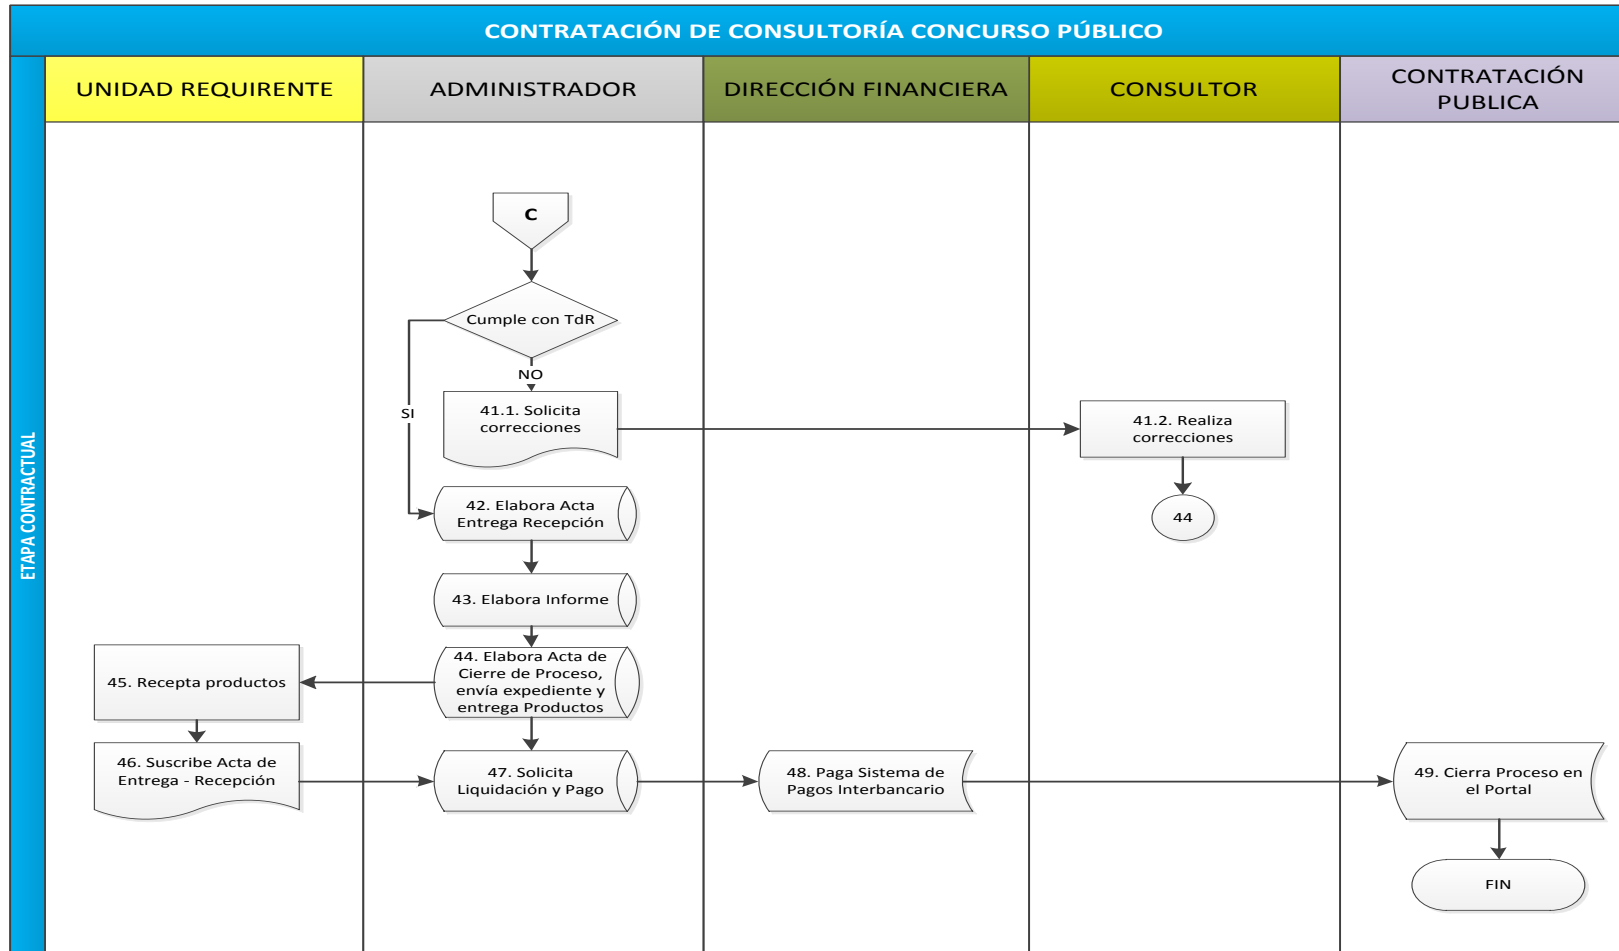 CONTRATACIÓN DE CONSULTORÍA CONCURSO PÚBLICO
ETAPA CONTRACTUAL
UNIDAD REQUIRENTE
ADMINISTRADOR
DIRECCIÓN FINANCIERA
CONSULTOR
CONTRATACIÓN
PUBLICA
C
Cumple con TdR
NO
SI
41.1. Solicita
correcciones
41.2. Realiza
correcciones
42. Elabora Acta
Entrega Recepción
44
43. Elabora Informe
44. Elabora Acta de
Cierre de Proceso,
envía expediente y
entrega Productos
45. Recepta productos
46. Suscribe Acta de
Entrega - Recepción
47. Solicita
Liquidación y Pago
48. Paga Sistema de
Pagos Interbancario
49. Cierra Proceso en
el Portal
FIN